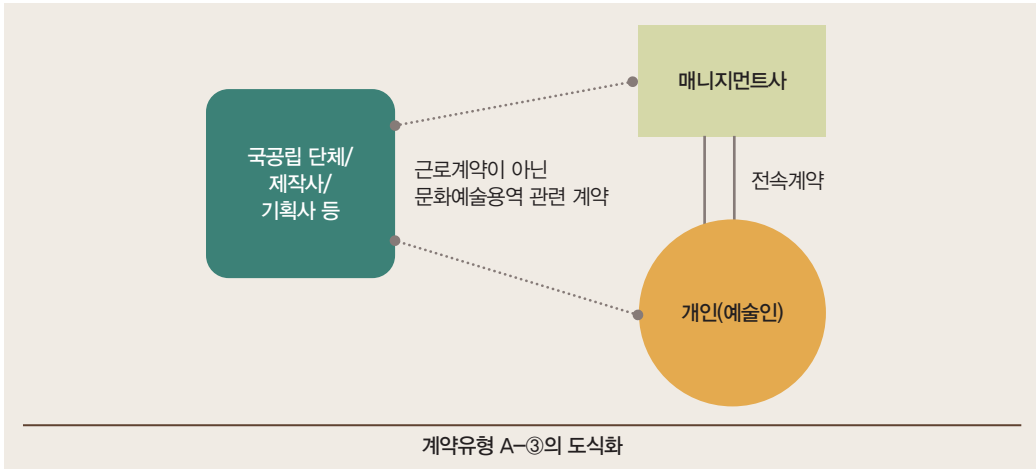 매니지먼트사
국공립 단체/
제작사/
기획사 등
근로계약이 아닌
문화예술용역 관련 계약
전속계약
개인(예술인)
계약유형 A-③의 도식화